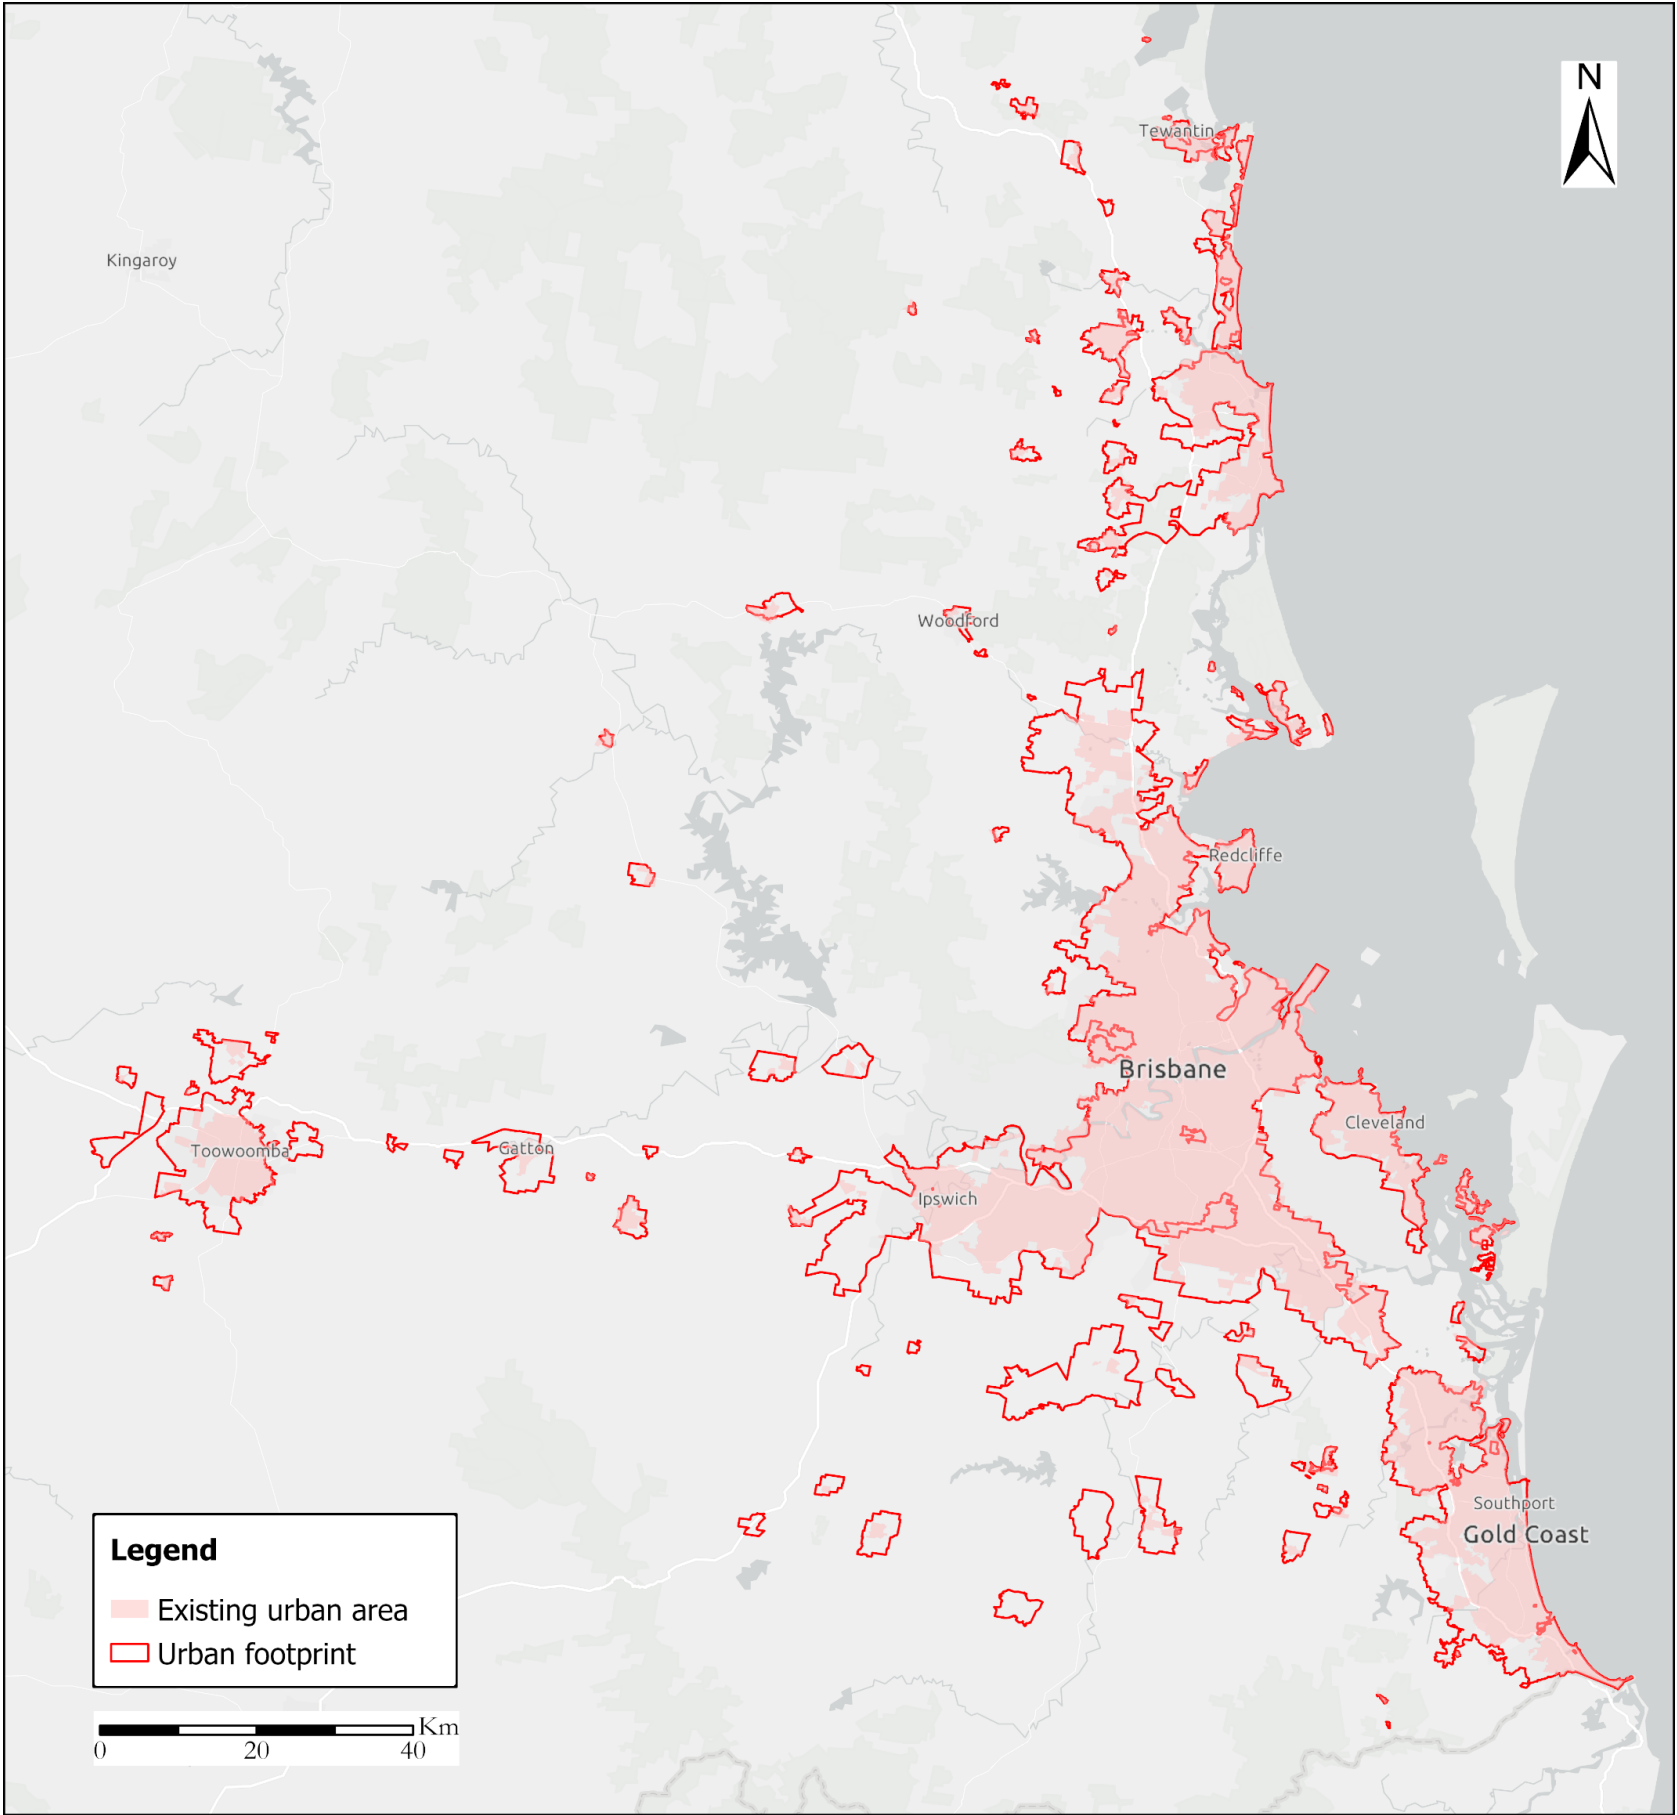 N
Tewantin
Kingaroy
Woodford
Redcliffe
Brisbane
Cleveland
Toowoomba
Gatton
Ipswich
Southport
Gold Coast
Legend
Existing urban area
Urban footprint
Km
0 20 40